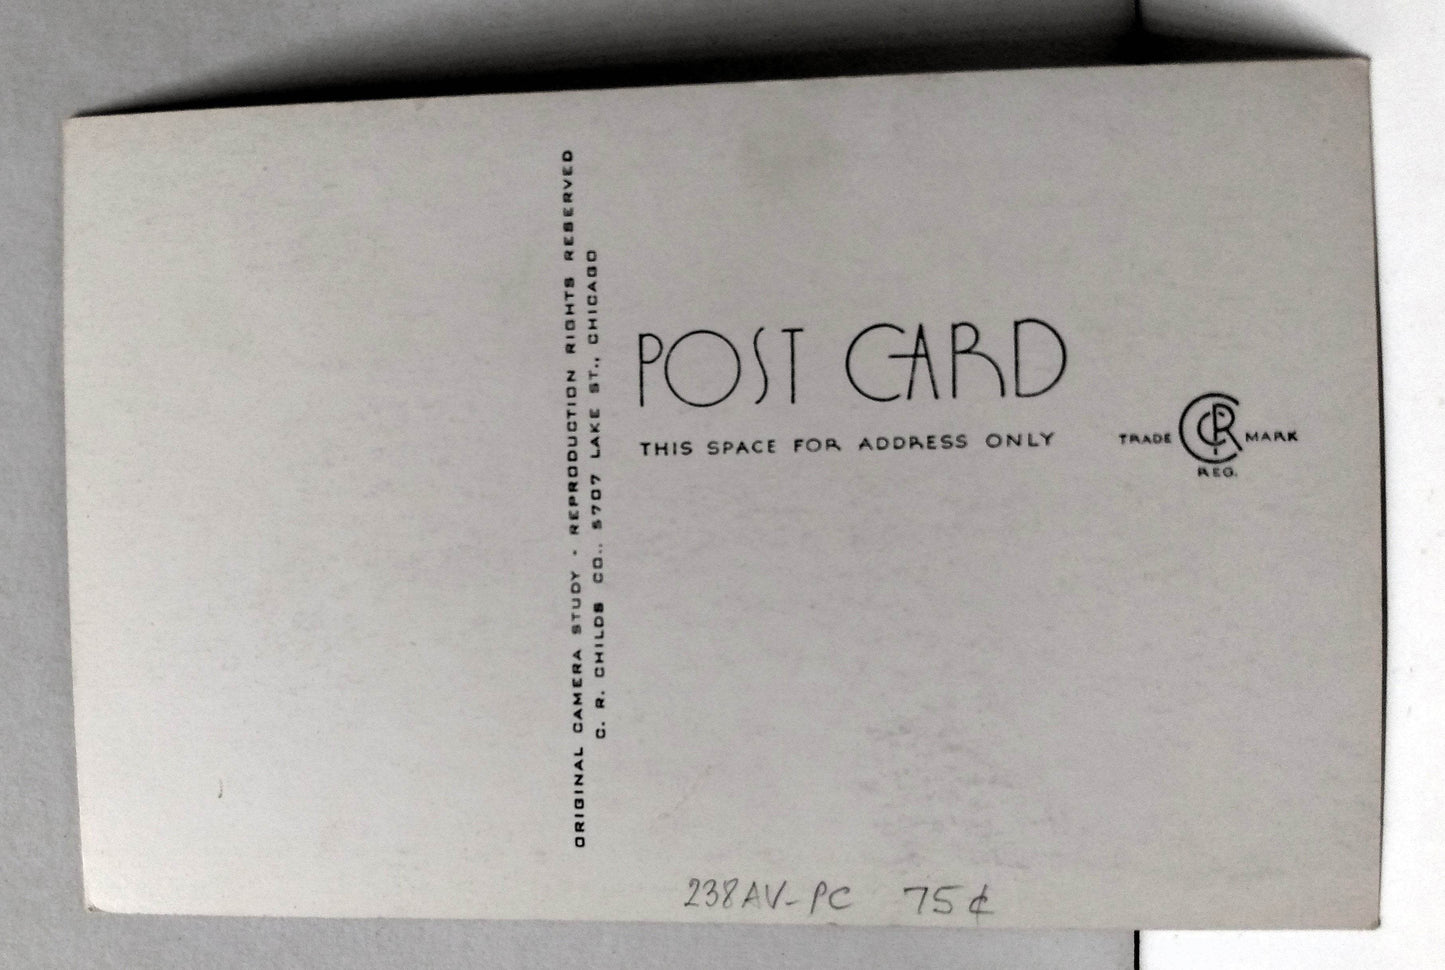 ORIGINAL CAMERA STUDY - REPRODUCTION RIGHTS RESERVED
C. R. CHILDS CO., 5707 LAKE ST., CHICAGO
POST CARD
THIS SPACE FOR ADDRESS ONLY
TRADE MARK
REG.
238AV-PC 75¢